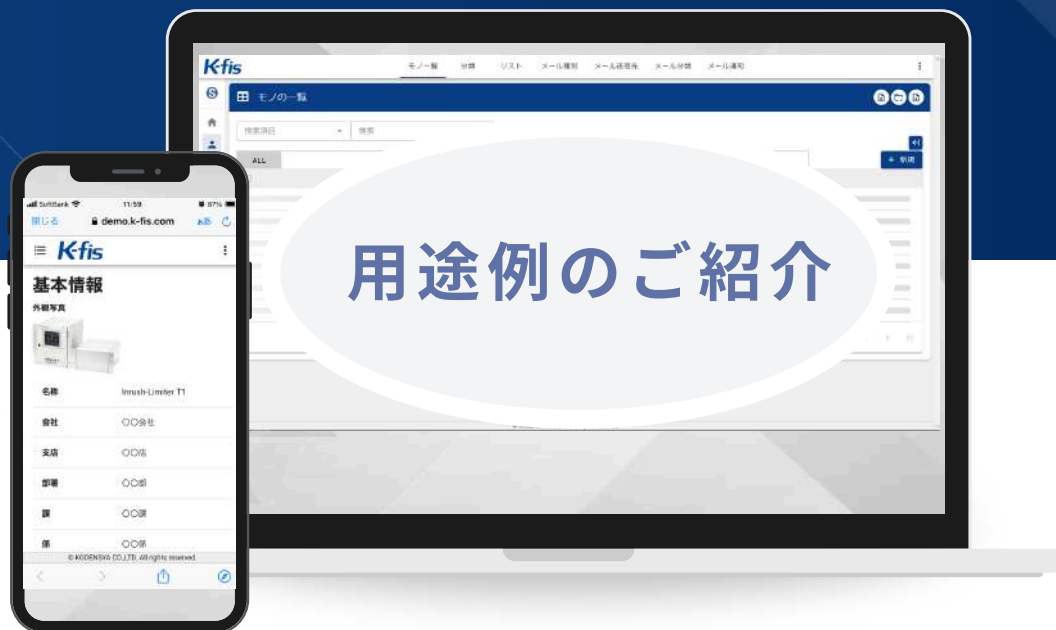 K-fis
モノ一覧 分類 リスト メール種別 メール送信先 メール分類 メール通知
モノの一覧
検索項目 検索
ALL
+ 新規
用途例のご紹介
SoftBank 11:59 87%
閉じる demo.k-fis.com ああ
K-fis
基本情報
外観写真
名称 Inrush-Limiter T1
会社 〇〇会社
支店 〇〇店
部署 〇〇部
課 〇〇課
係 〇〇係
© KODENSYA CO.,LTD. All rights reserved.